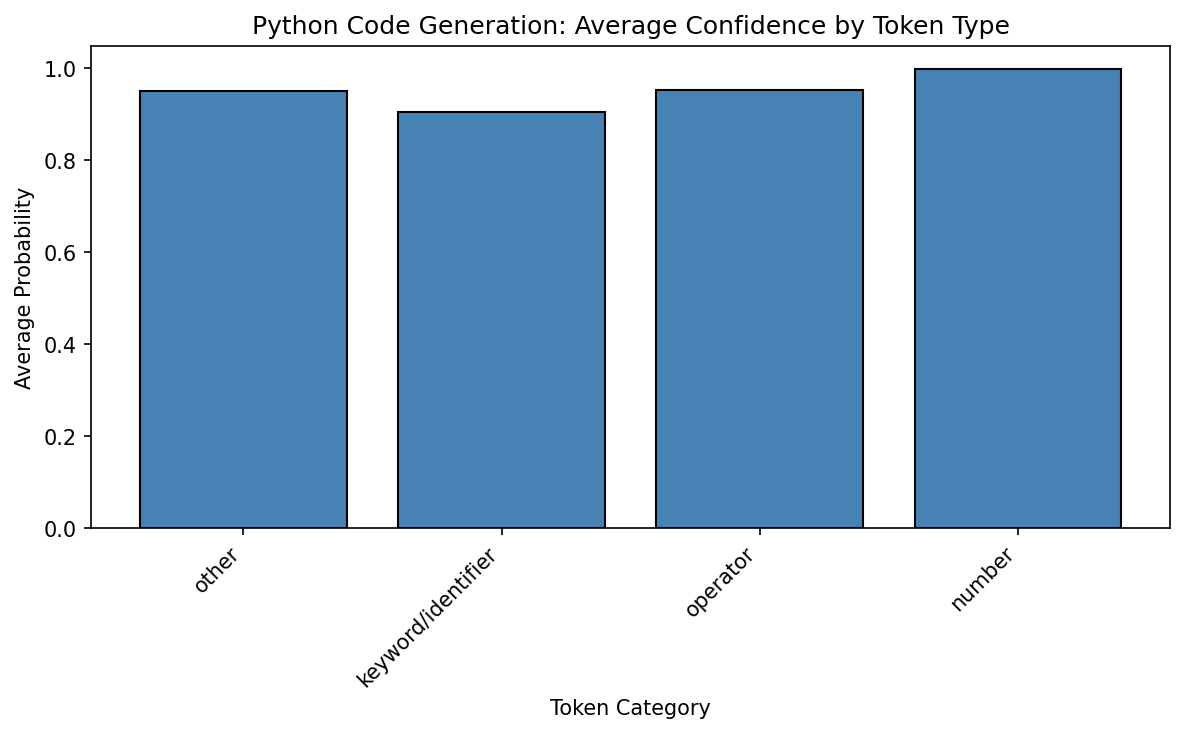 Python Code Generation: Average Confidence by Token Type
1.0
0.8
0.6
0.4
0.2
0.0
Average Probability
other
keyword/identifier
operator
number
Token Category